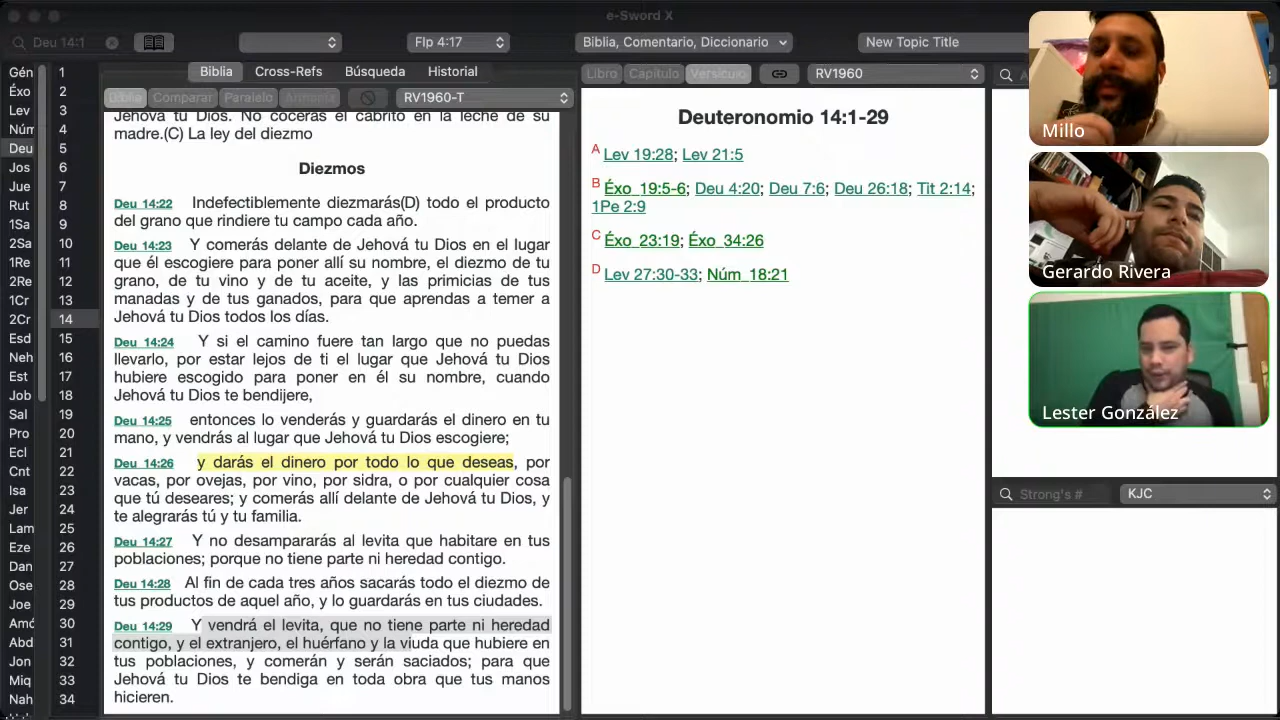 e-Sword X
Deu 14:1
Flp 4:17
Biblia, Comentario, Diccionario
New Topic Title
Biblia
Cross-Refs
Búsqueda
Historial
Biblia
Comparar
Paralelo
Armonía
RV1960-T
Gén
Éxo
Lev
Núm
Deu
Jos
Jue
Rut
1Sa
2Sa
1Re
2Re
1Cr
2Cr
Esd
Neh
Est
Job
Sal
Pro
Ecl
Cnt
Isa
Jer
Lam
Eze
Dan
Ose
Joe
Amó
Abd
Jon
Miq
Nah
1
2
3
4
5
6
7
8
9
10
11
12
13
14
15
16
17
18
19
20
21
22
23
24
25
26
27
28
29
30
31
32
33
34
Jehová tu Dios. No cocerás el cabrito en la leche de su
madre.(C) La ley del diezmo
Diezmos
Deu 14:22 Indefectiblemente diezmarás(D) todo el producto
del grano que rindiere tu campo cada año.
Deu 14:23 Y comerás delante de Jehová tu Dios en el lugar
que él escogiere para poner allí su nombre, el diezmo de tu
grano, de tu vino y de tu aceite, y las primicias de tus
manadas y de tus ganados, para que aprendas a temer a
Jehová tu Dios todos los días.
Deu 14:24 Y si el camino fuere tan largo que no puedas
llevarlo, por estar lejos de ti el lugar que Jehová tu Dios
hubiere escogido para poner en él su nombre, cuando
Jehová tu Dios te bendijere,
Deu 14:25 entonces lo venderás y guardarás el dinero en tu
mano, y vendrás al lugar que Jehová tu Dios escogiere;
Deu 14:26 y darás el dinero por todo lo que deseas, por
vacas, por ovejas, por vino, por sidra, o por cualquier cosa
que tú deseares; y comerás allí delante de Jehová tu Dios, y
te alegrarás tú y tu familia.
Deu 14:27 Y no desampararás al levita que habitare en tus
poblaciones; porque no tiene parte ni heredad contigo.
Deu 14:28 Al fin de cada tres años sacarás todo el diezmo de
tus productos de aquel año, y lo guardarás en tus ciudades.
Deu 14:29 Y vendrá el levita, que no tiene parte ni heredad
contigo, y el extranjero, el huérfano y la viuda que hubiere en
tus poblaciones, y comerán y serán saciados; para que
Jehová tu Dios te bendiga en toda obra que tus manos
hicieren.
Libro
Capítulo
Versículo
RV1960
Deuteronomio 14:1-29
A Lev 19:28; Lev 21:5
B Éxo 19:5-6; Deu 4:20; Deu 7:6; Deu 26:18; Tit 2:14;
1Pe 2:9
C Éxo 23:19; Éxo 34:26
D Lev 27:30-33; Núm 18:21
Millo
Gerardo Rivera
Lester González
Strong's #
KJC